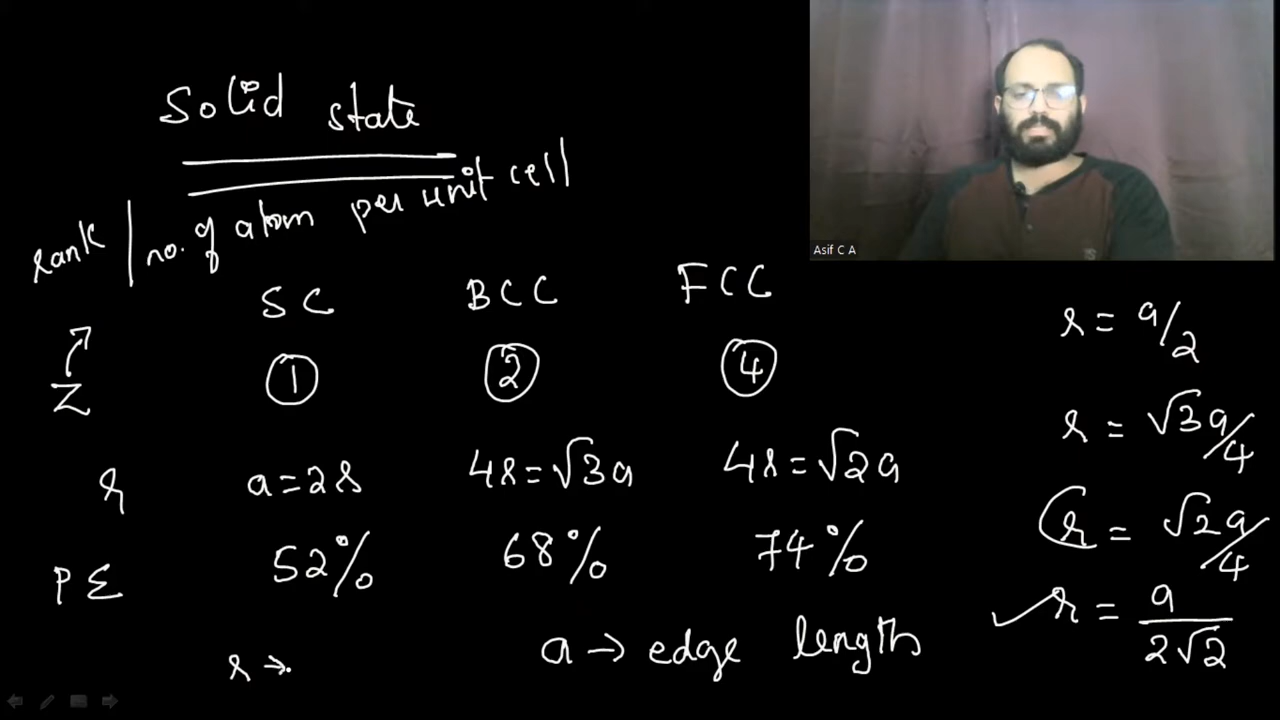 Solid state
rank / no. of atom per unit cell
SC BCC FCC
Z ① ② ④
r a=2r 4r=√3a 4r=√2a
PE 52% 68% 74%
r → a → edge length
r = a/2
r = √3a/4
r = √2a/4
r = a/2√2
Asif C A